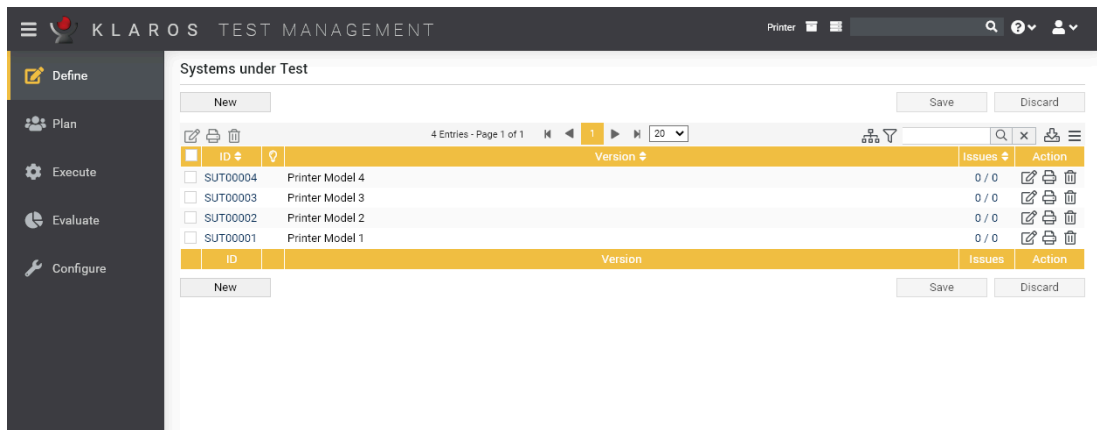 KLAROS TEST MANAGEMENT
Printer
Define
Plan
Execute
Evaluate
Configure
Systems under Test
New
Save
Discard
4 Entries - Page 1 of 1
1
20
ID
Version
Issues
Action
SUT00004 Printer Model 4 0 / 0
SUT00003 Printer Model 3 0 / 0
SUT00002 Printer Model 2 0 / 0
SUT00001 Printer Model 1 0 / 0
ID Version Issues Action
New
Save
Discard